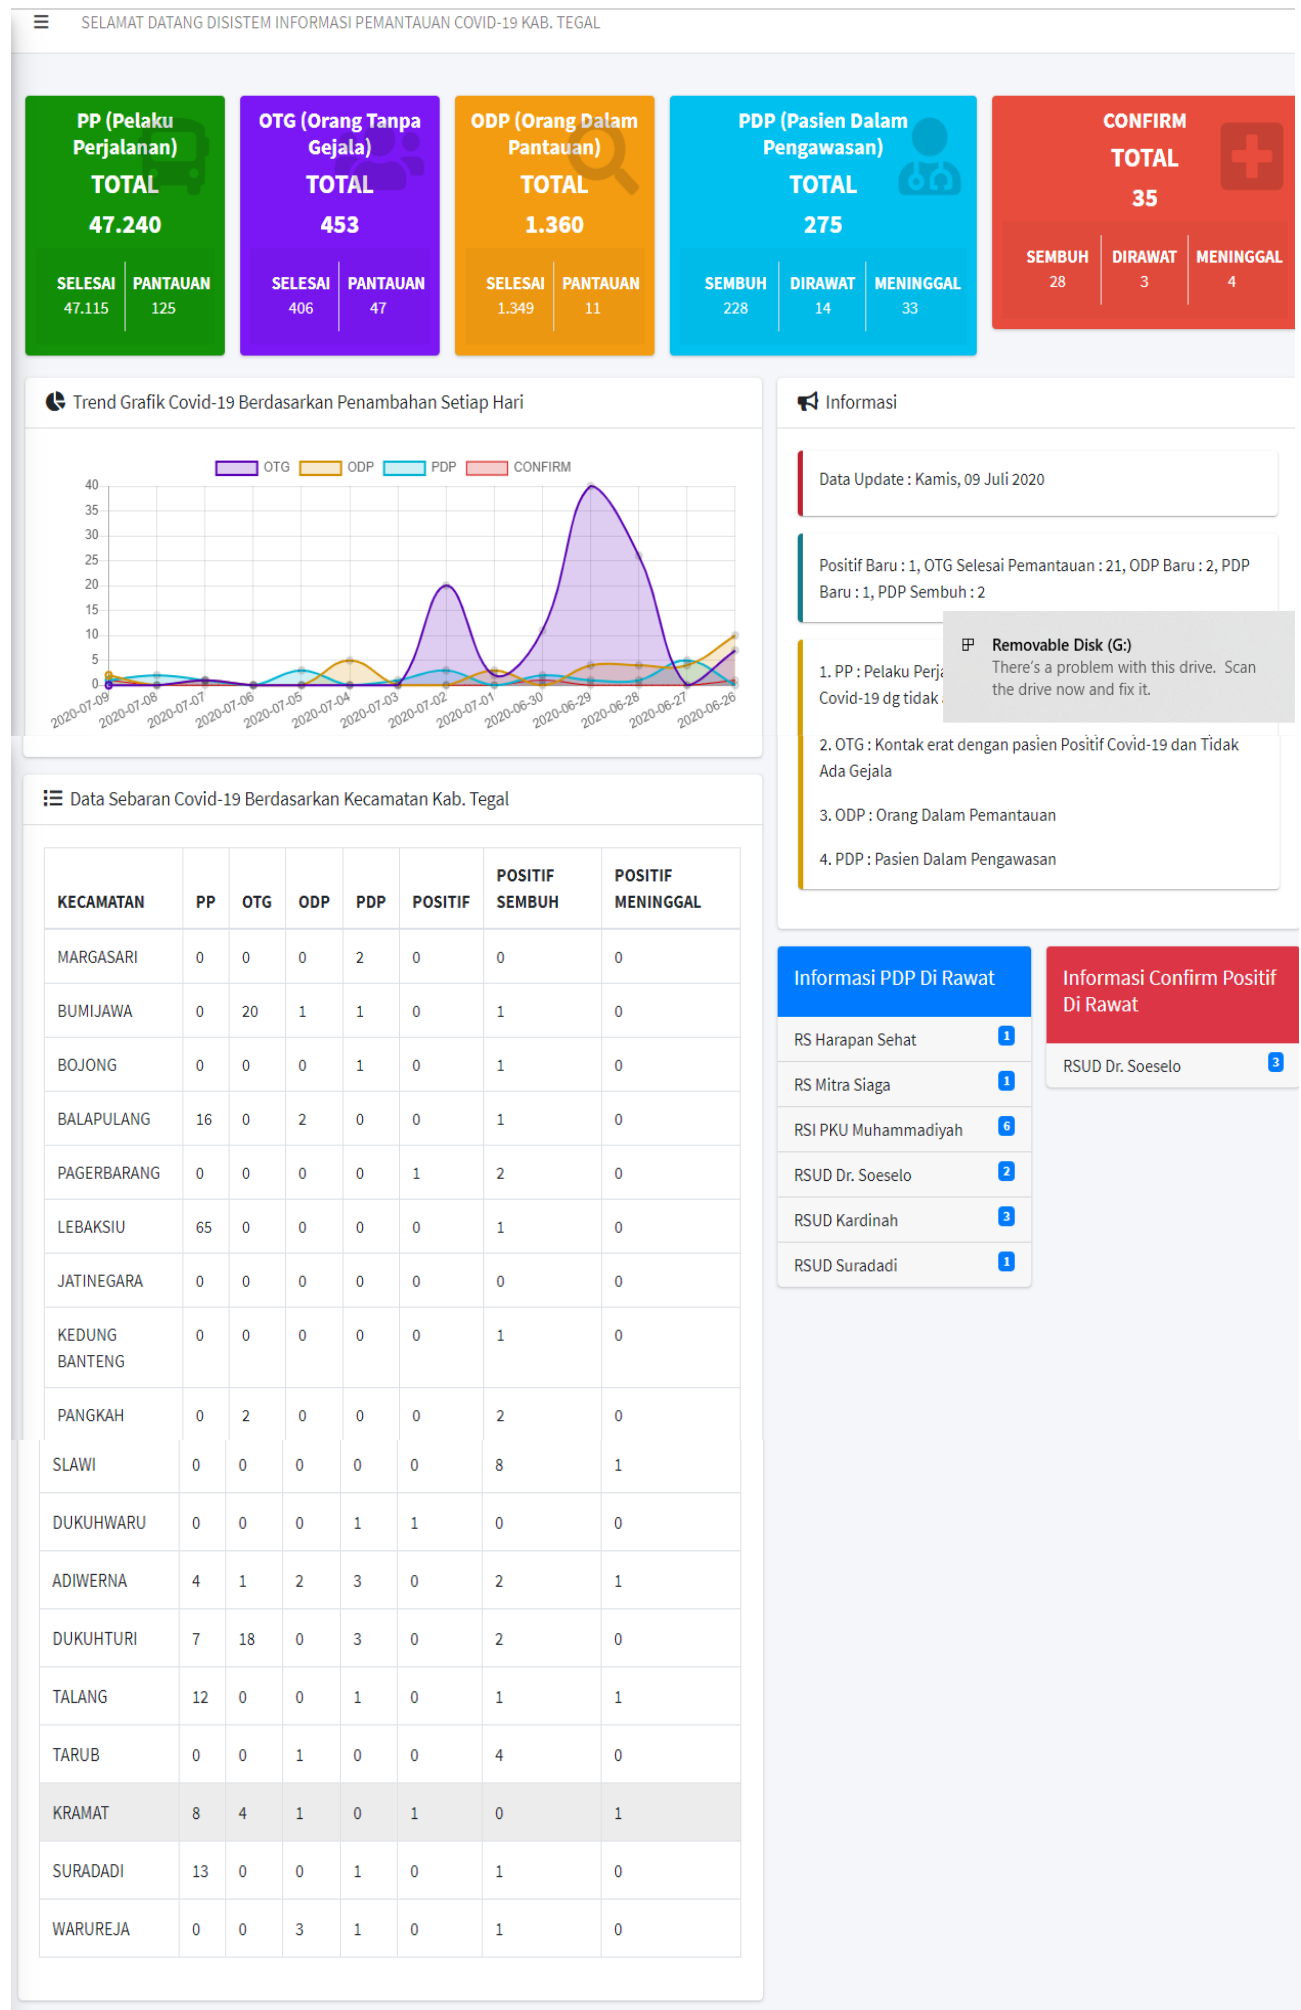 SELAMAT DATANG DISISTEM INFORMASI PEMANTAUAN COVID-19 KAB. TEGAL
PP (Pelaku
Perjalanan)
TOTAL
47.240
SELESAI PANTAUAN
47.115 125
OTG (Orang Tanpa
Gejala)
TOTAL
453
SELESAI PANTAUAN
406 47
ODP (Orang Dalam
Pantauan)
TOTAL
1.360
SELESAI PANTAUAN
1.349 11
PDP (Pasien Dalam
Pengawasan)
TOTAL
275
SEMBUH DIRAWAT MENINGGAL
228 14 33
CONFIRM
TOTAL
35
SEMBUH DIRAWAT MENINGGAL
28 3 4
Trend Grafik Covid-19 Berdasarkan Penambahan Setiap Hari
OTG ODP PDP CONFIRM
40
35
30
25
20
15
10
5
0
2020-07-09 2020-07-08 2020-07-07 2020-07-06 2020-07-05 2020-07-04 2020-07-03 2020-07-02 2020-07-01 2020-06-30 2020-06-29 2020-06-28 2020-06-27 2020-06-26
Informasi
Data Update : Kamis, 09 Juli 2020
Positif Baru : 1, OTG Selesai Pemantauan : 21, ODP Baru : 2, PDP
Baru : 1, PDP Sembuh : 2
Removable Disk (G:)
There's a problem with this drive. Scan
the drive now and fix it.
1. PP : Pelaku Perja
Covid-19 dg tidak
2. OTG : Kontak erat dengan pasien Positif Covid-19 dan Tidak
Ada Gejala
3. ODP : Orang Dalam Pemantauan
4. PDP : Pasien Dalam Pengawasan
Data Sebaran Covid-19 Berdasarkan Kecamatan Kab. Tegal
KECAMATAN PP OTG ODP PDP POSITIF POSITIF SEMBUH POSITIF MENINGGAL
MARGASARI 0 0 0 2 0 0 0
BUMIJAWA 0 20 1 1 0 1 0
BOJONG 0 0 0 1 0 1 0
BALAPULANG 16 0 2 0 0 1 0
PAGERBARANG 0 0 0 0 1 2 0
LEBAKSIU 65 0 0 0 0 1 0
JATINEGARA 0 0 0 0 0 0 0
KEDUNG BANTENG 0 0 0 0 0 1 0
PANGKAH 0 2 0 0 0 2 0
SLAWI 0 0 0 0 0 8 1
DUKUHWARU 0 0 0 1 1 0 0
ADIWERNA 4 1 2 3 0 2 1
DUKUHTURI 7 18 0 3 0 2 0
TALANG 12 0 0 1 0 1 1
TARUB 0 0 1 0 0 4 0
KRAMAT 8 4 1 0 1 0 1
SURADADI 13 0 0 1 0 1 0
WARUREJA 0 0 3 1 0 1 0
Informasi PDP Di Rawat
RS Harapan Sehat 1
RS Mitra Siaga 1
RSI PKU Muhammadiyah 6
RSUD Dr. Soeselo 2
RSUD Kardinah 3
RSUD Suradadi 1
Informasi Confirm Positif
Di Rawat
RSUD Dr. Soeselo 3